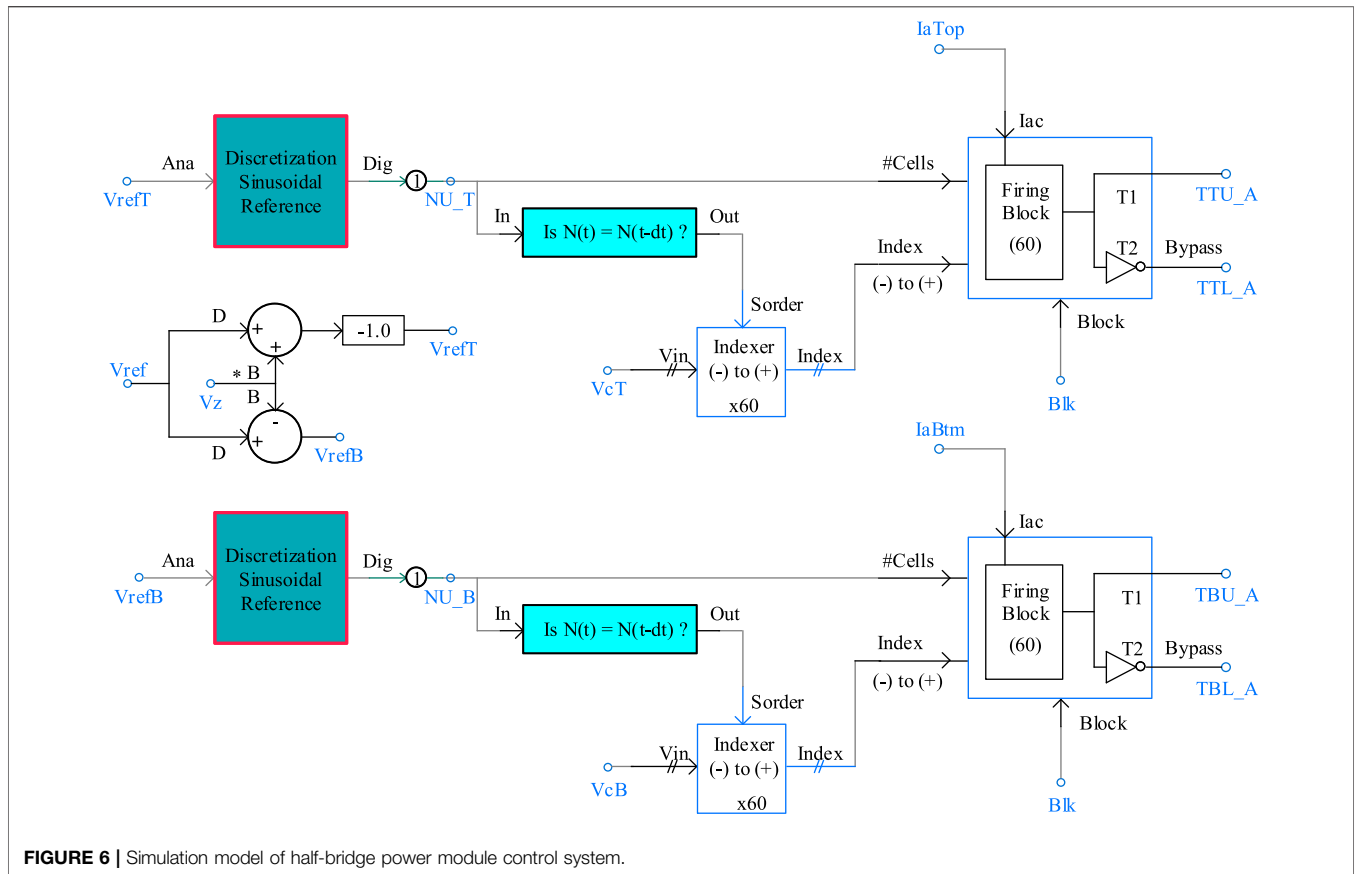 IaTop
Iac
Ana
Discretization
Sinusoidal
Reference
Dig
1
VrefT
NU_T
#Cells
In
Is N(t) = N(t-dt) ?
Out
Index
(-) to (+)
Firing
Block
(60)
T1
T2
TTU_A
Bypass
TTL_A
Sorder
Block
Blk
Vin
Indexer
(-) to (+)
x60
Index
VcT
D
+
+
-1.0
VrefT
Vref
* B
Vz
B
-
+
D
VrefB
IaBtm
Iac
Ana
Discretization
Sinusoidal
Reference
Dig
1
VrefB
NU_B
#Cells
In
Is N(t) = N(t-dt) ?
Out
Index
(-) to (+)
Firing
Block
(60)
T1
T2
TBU_A
Bypass
TBL_A
Sorder
Block
Blk
Vin
Indexer
(-) to (+)
x60
Index
VcB
FIGURE 6 | Simulation model of half-bridge power module control system.